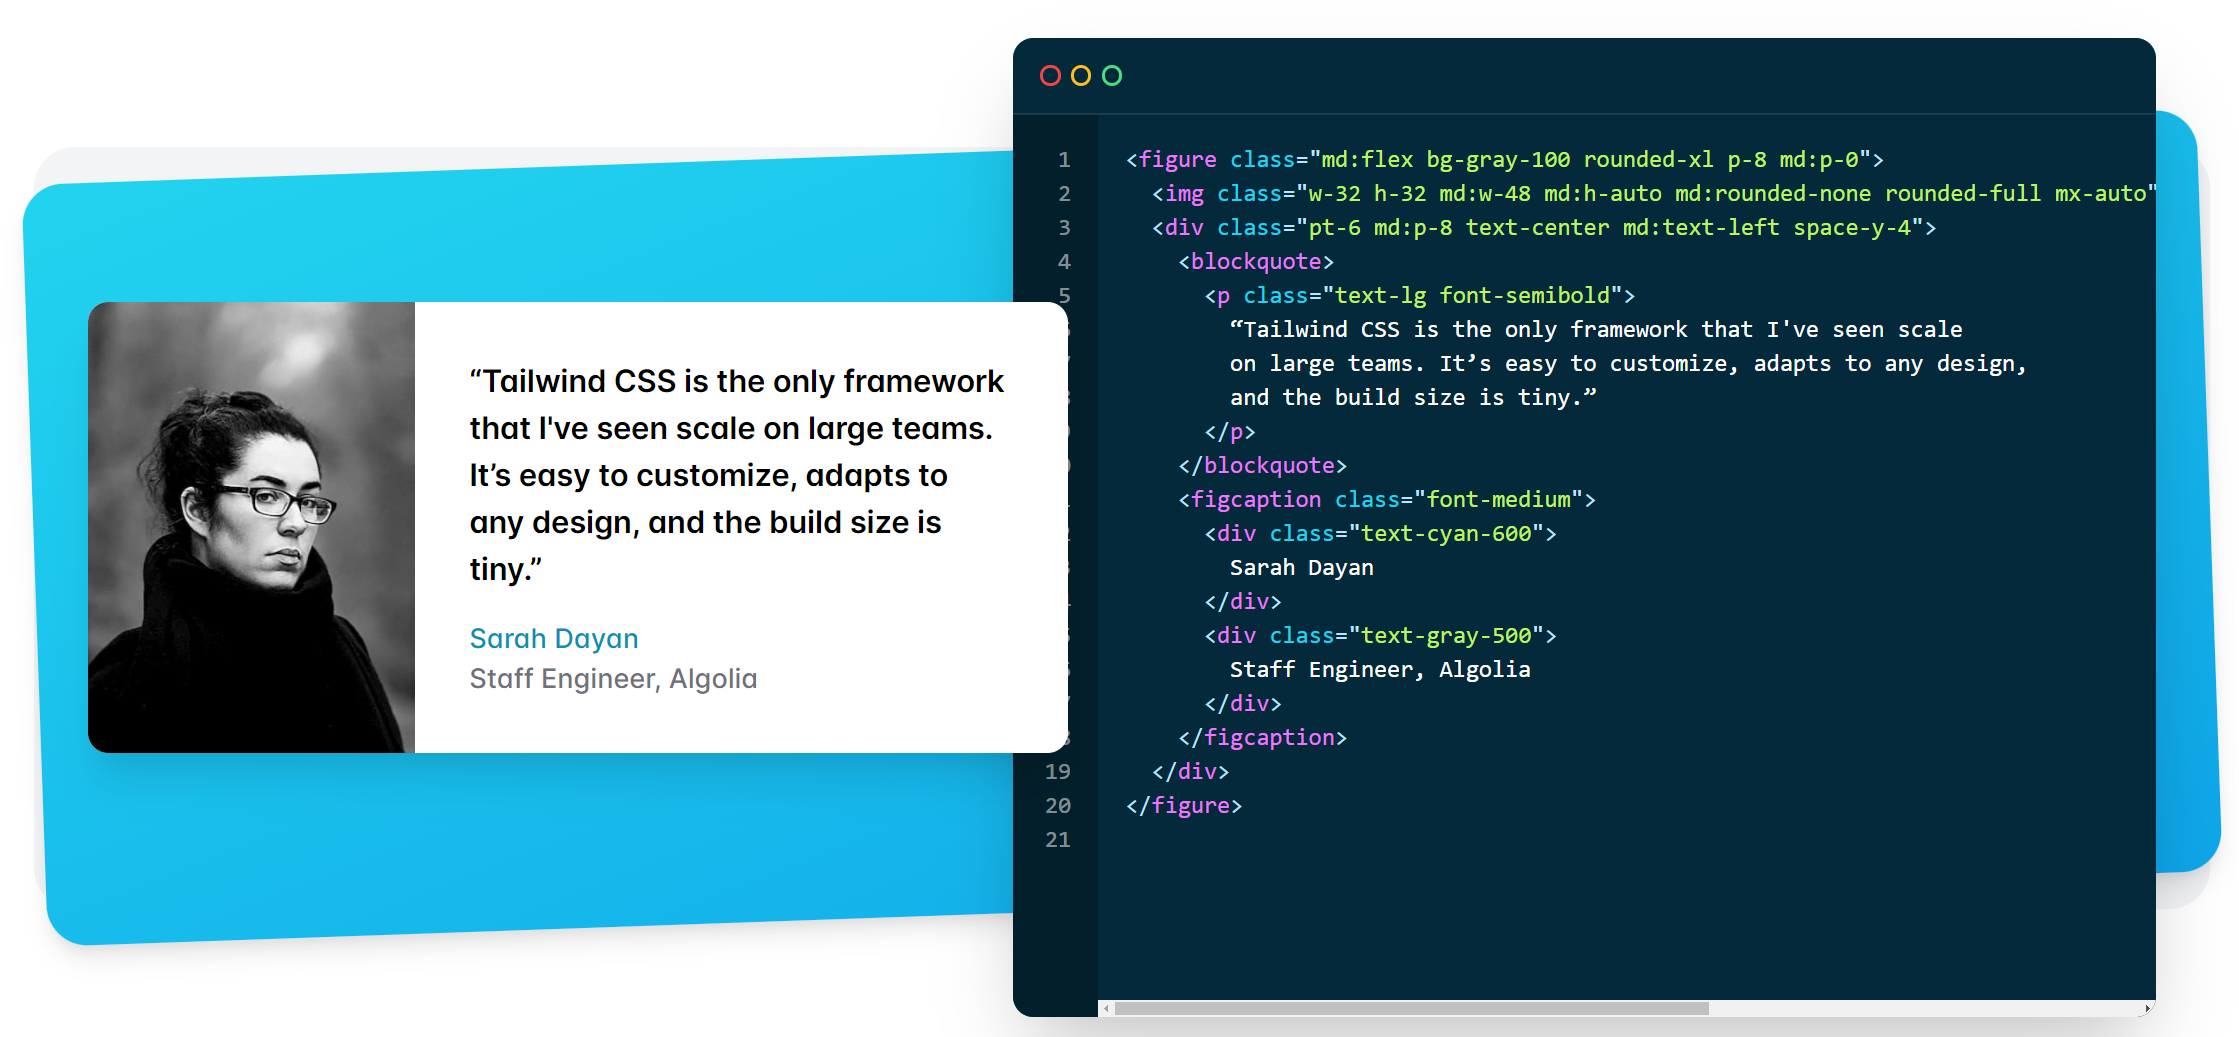 “Tailwind CSS is the only framework
that I've seen scale on large teams.
It’s easy to customize, adapts to
any design, and the build size is
tiny.”
Sarah Dayan
Staff Engineer, Algolia
1 <figure class="md:flex bg-gray-100 rounded-xl p-8 md:p-0">
2 <img class="w-32 h-32 md:w-48 md:h-auto md:rounded-none rounded-full mx-auto"
3 <div class="pt-6 md:p-8 text-center md:text-left space-y-4">
4 <blockquote>
5 <p class="text-lg font-semibold">
“Tailwind CSS is the only framework that I've seen scale
on large teams. It’s easy to customize, adapts to any design,
and the build size is tiny.”
</p>
</blockquote>
<figcaption class="font-medium">
<div class="text-cyan-600">
Sarah Dayan
</div>
<div class="text-gray-500">
Staff Engineer, Algolia
</div>
</figcaption>
19 </div>
20 </figure>
21